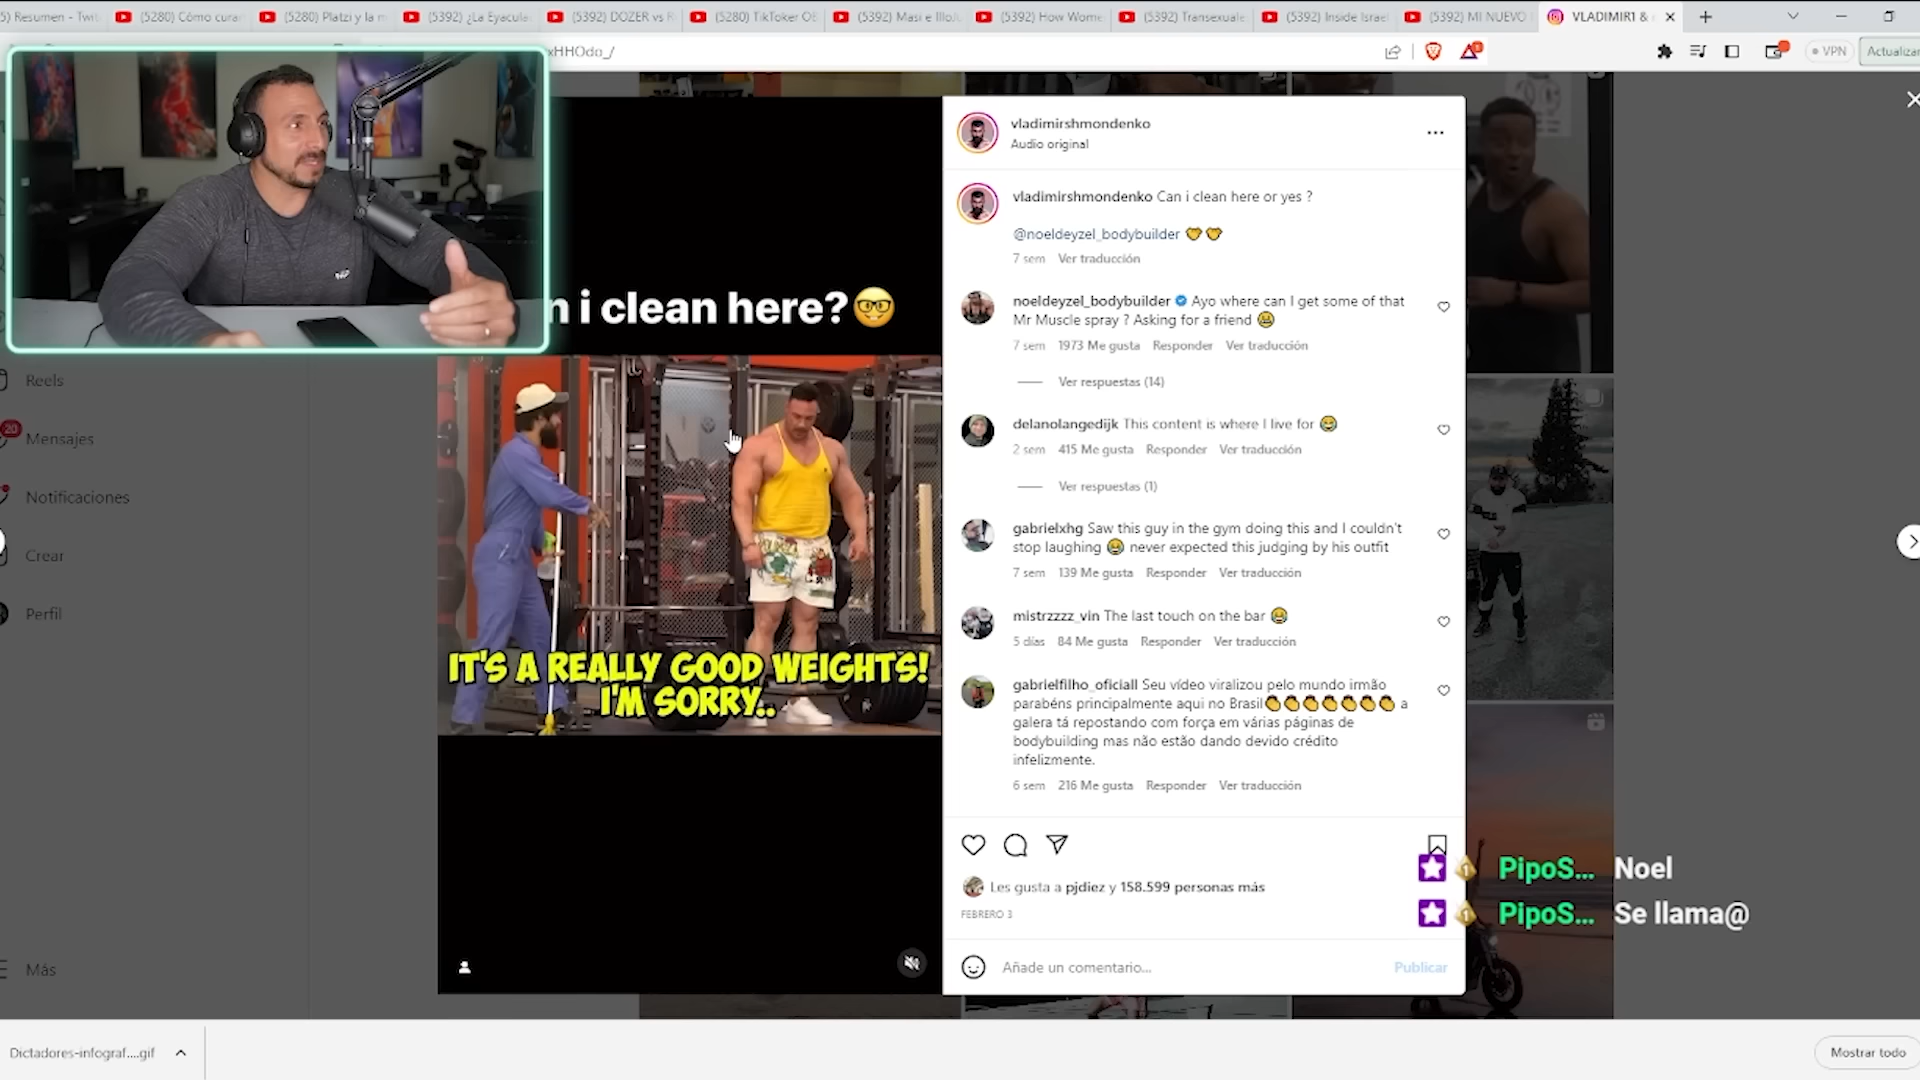 5) Resumen - Twit
(5280) Cómo curar
(5280) Platzi y la m
(5392) ¿La Eyacula
(5392) DOZER vs R
(5280) TikToker OB
(5392) Masi e IlloJu
(5392) How Wome
(5392) Transexuale
(5392) Inside Israel
(5392) MI NUEVO
VLADIMIR1 &
xHHOdo_/
VPN
Actualizar
Reels
20
Mensajes
Notificaciones
Crear
Perfil
Más
n i clean here?🤓
IT'S A REALLY GOOD WEIGHTS!
I'M SORRY..
vladimirshmondenko
Audio original
vladimirshmondenko Can i clean here or yes ?
@noeldeyzel_bodybuilder
7 sem Ver traducción
noeldeyzel_bodybuilder Ayo where can I get some of that
Mr Muscle spray ? Asking for a friend 😂
7 sem 1973 Me gusta Responder Ver traducción
Ver respuestas (14)
delanolangedijk This content is where I live for 😂
2 sem 415 Me gusta Responder Ver traducción
Ver respuestas (1)
gabrielxhg Saw this guy in the gym doing this and I couldn't
stop laughing 😂 never expected this judging by his outfit
7 sem 139 Me gusta Responder Ver traducción
mistrzzzz_vin The last touch on the bar 😂
5 días 84 Me gusta Responder Ver traducción
gabrielfilho_oficiall Seu vídeo viralizou pelo mundo irmão
parabéns principalmente aqui no Brasil👏👏👏👏👏👏👏 a
galera tá repostando com força em várias páginas de
bodybuilding mas não estão dando devido crédito
infelizmente.
6 sem 216 Me gusta Responder Ver traducción
Les gusta a pjdiez y 158.599 personas más
FEBRERO 3
Añade un comentario...
Publicar
PipoS... Noel
PipoS... Se llama@
Dictadores-infograf....gif
Mostrar todo